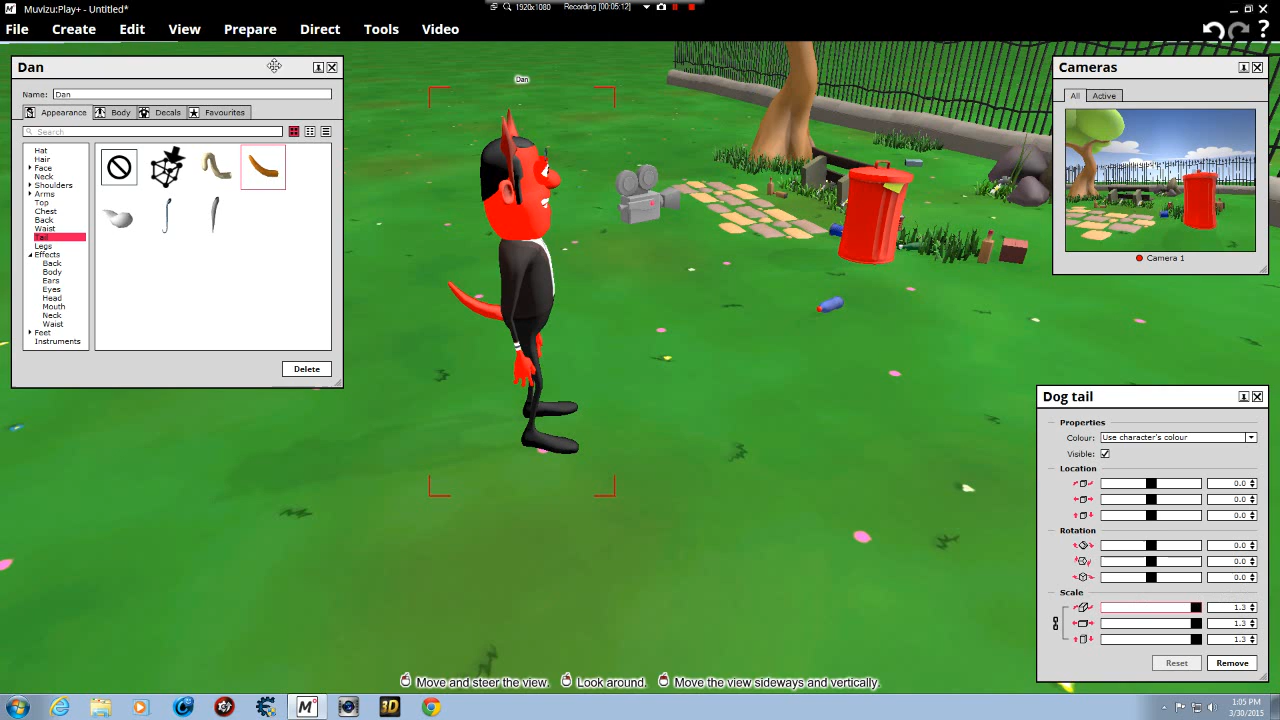 Muvizu:Play+ - Untitled*
1920x1080
Recording [00:05:12]
File
Create
Edit
View
Prepare
Direct
Tools
Video
?
Dan
Name: Dan
Appearance
Body
Decals
Favourites
Search
Hat
Hair
Face
Neck
Shoulders
Arms
Top
Chest
Back
Waist
Tail
Legs
Effects
Back
Body
Ears
Eyes
Head
Mouth
Neck
Waist
Feet
Instruments
Delete
Dan
Cameras
All
Active
Camera 1
Dog tail
Properties
Colour: Use character's colour
Visible:
Location
0.0
0.0
0.0
Rotation
0.0
0.0
0.0
Scale
1.3
1.3
1.3
Reset
Remove
Move and steer the view.
Look around.
Move the view sideways and vertically.
3D
1:05 PM
3/30/2015